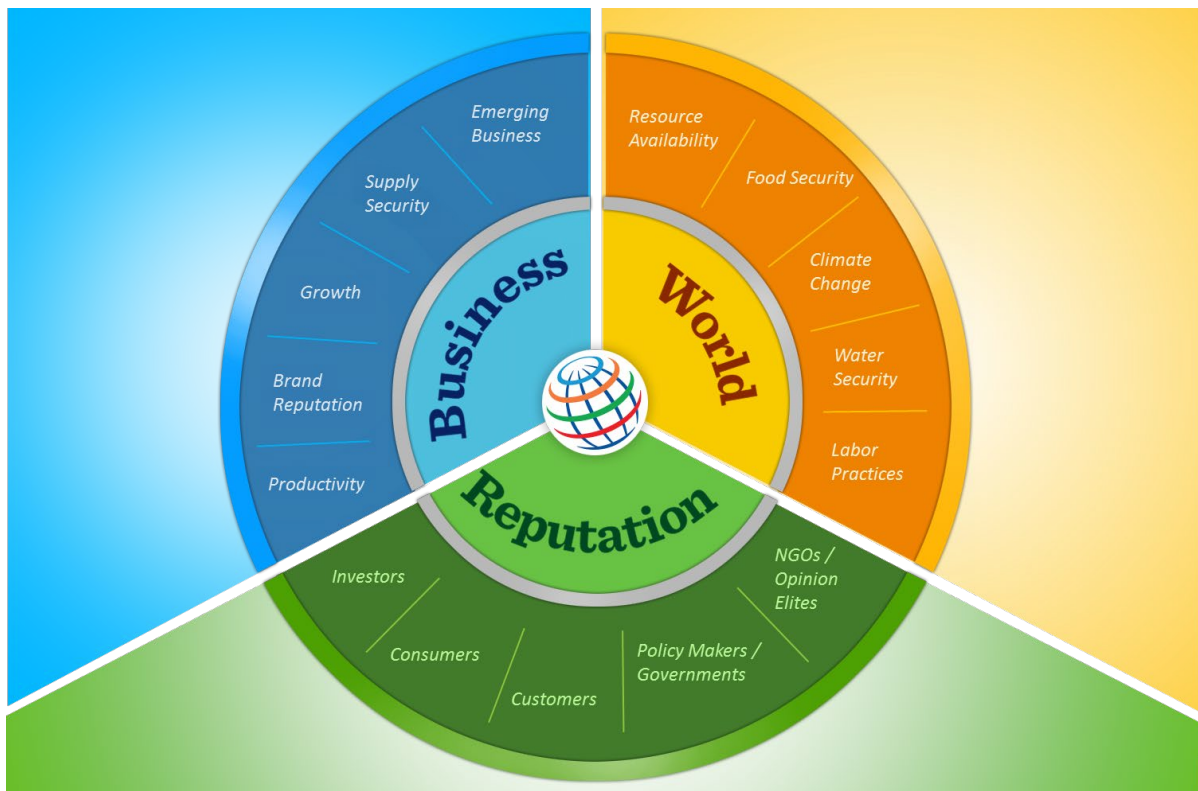 Business
Emerging
Business
Supply
Security
Growth
Brand
Reputation
Productivity
World
Resource
Availability
Food Security
Climate
Change
Water
Security
Labor
Practices
Reputation
Investors
Consumers
Customers
Policy Makers /
Governments
NGOs /
Opinion
Elites